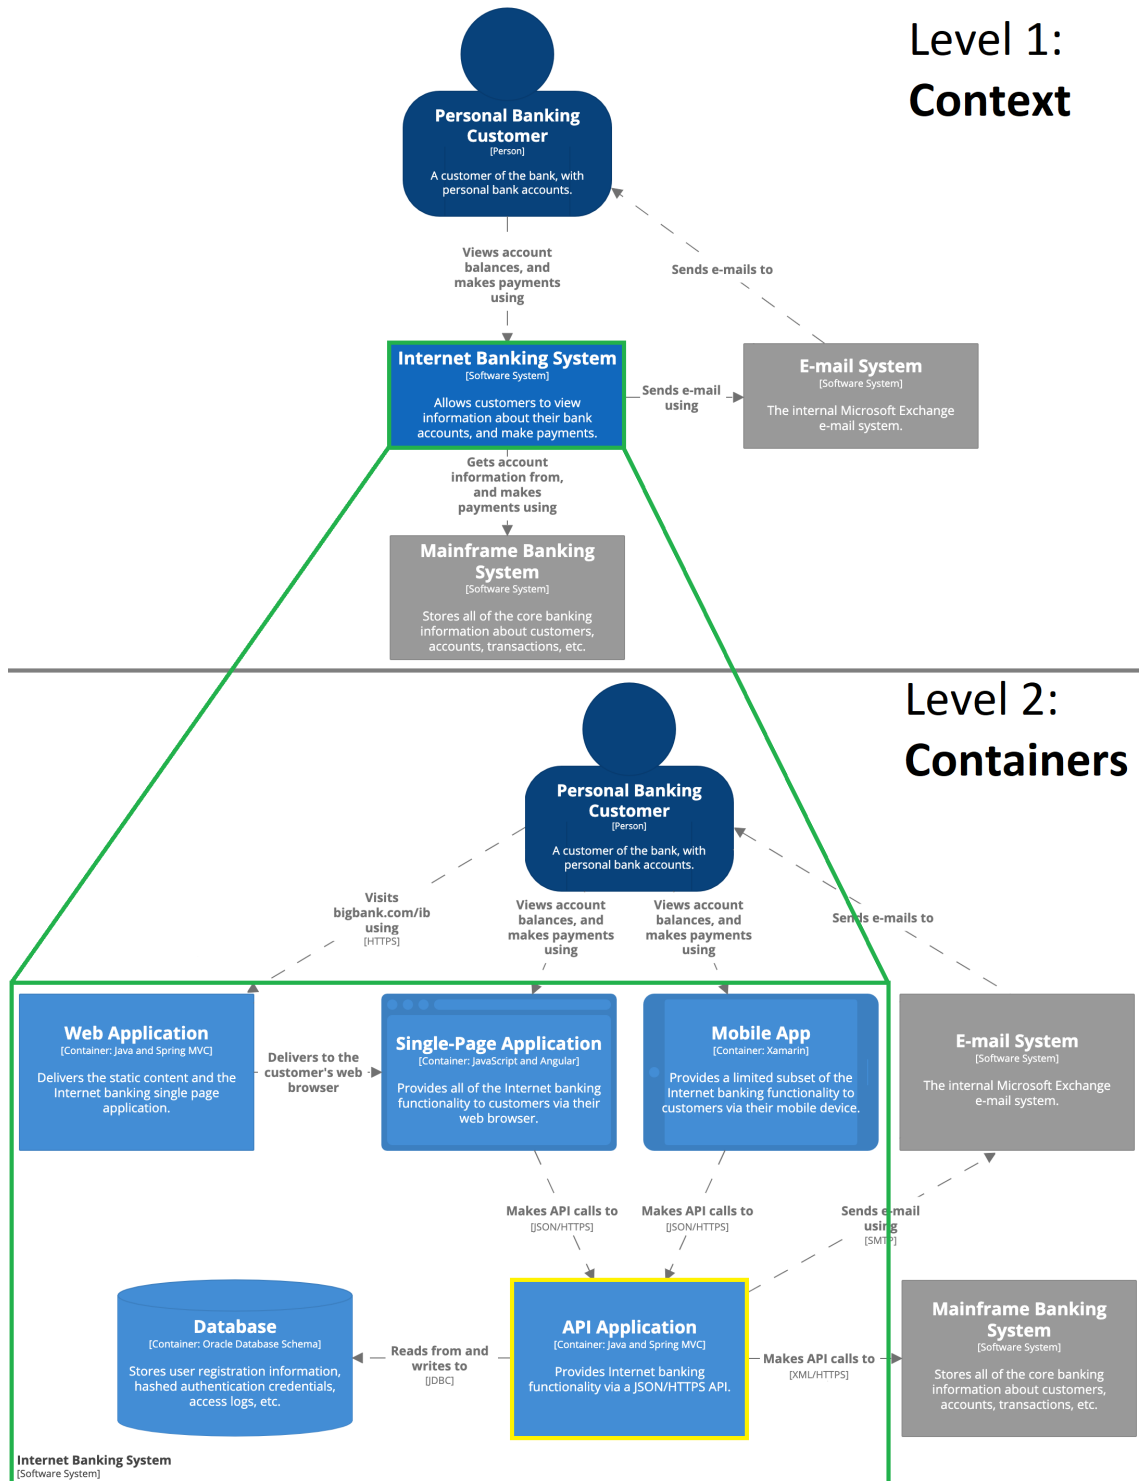 Level 1:
Context
Personal Banking
Customer
[Person]
A customer of the bank, with
personal bank accounts.
Views account
balances, and
makes payments
using
Sends e-mails to
Internet Banking System
[Software System]
Allows customers to view
information about their bank
accounts, and make payments.
Sends e-mail
using
E-mail System
[Software System]
The internal Microsoft Exchange
e-mail system.
Gets account
information from,
and makes
payments using
Mainframe Banking
System
[Software System]
Stores all of the core banking
information about customers,
accounts, transactions, etc.
Level 2:
Containers
Personal Banking
Customer
[Person]
A customer of the bank, with
personal bank accounts.
Visits
bigbank.com/ib
using
[HTTPS]
Views account
balances, and
makes payments
using
Views account
balances, and
makes payments
using
Sends e-mails to
Web Application
[Container: Java and Spring MVC]
Delivers the static content and the
Internet banking single page
application.
Delivers to the
customer's web
browser
Single-Page Application
[Container: JavaScript and Angular]
Provides all of the Internet banking
functionality to customers via their
web browser.
Mobile App
[Container: Xamarin]
Provides a limited subset of the
Internet banking functionality to
customers via their mobile device.
E-mail System
[Software System]
The internal Microsoft Exchange
e-mail system.
Makes API calls to
[JSON/HTTPS]
Makes API calls to
[JSON/HTTPS]
Sends e-mail
using
[SMTP]
Database
[Container: Oracle Database Schema]
Stores user registration information,
hashed authentication credentials,
access logs, etc.
Reads from and
writes to
[JDBC]
API Application
[Container: Java and Spring MVC]
Provides Internet banking
functionality via a JSON/HTTPS API.
Makes API calls to
[XML/HTTPS]
Mainframe Banking
System
[Software System]
Stores all of the core banking
information about customers,
accounts, transactions, etc.
Internet Banking System
[Software System]